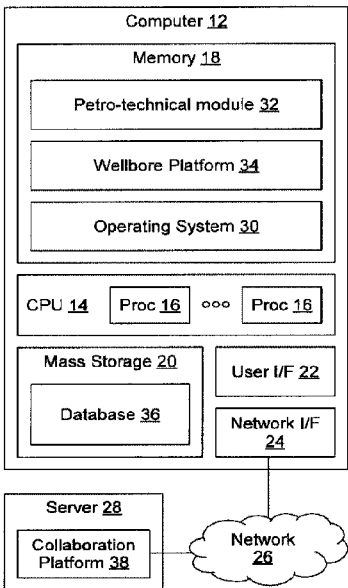 Computer 12
Memory 18
Petro-technical module 32
Wellbore Platform 34
Operating System 30
CPU 14 Proc 16 ooo Proc 16
Mass Storage 20
Database 36
User I/F 22
Network I/F
24
Server 28
Collaboration
Platform 38
Network
26